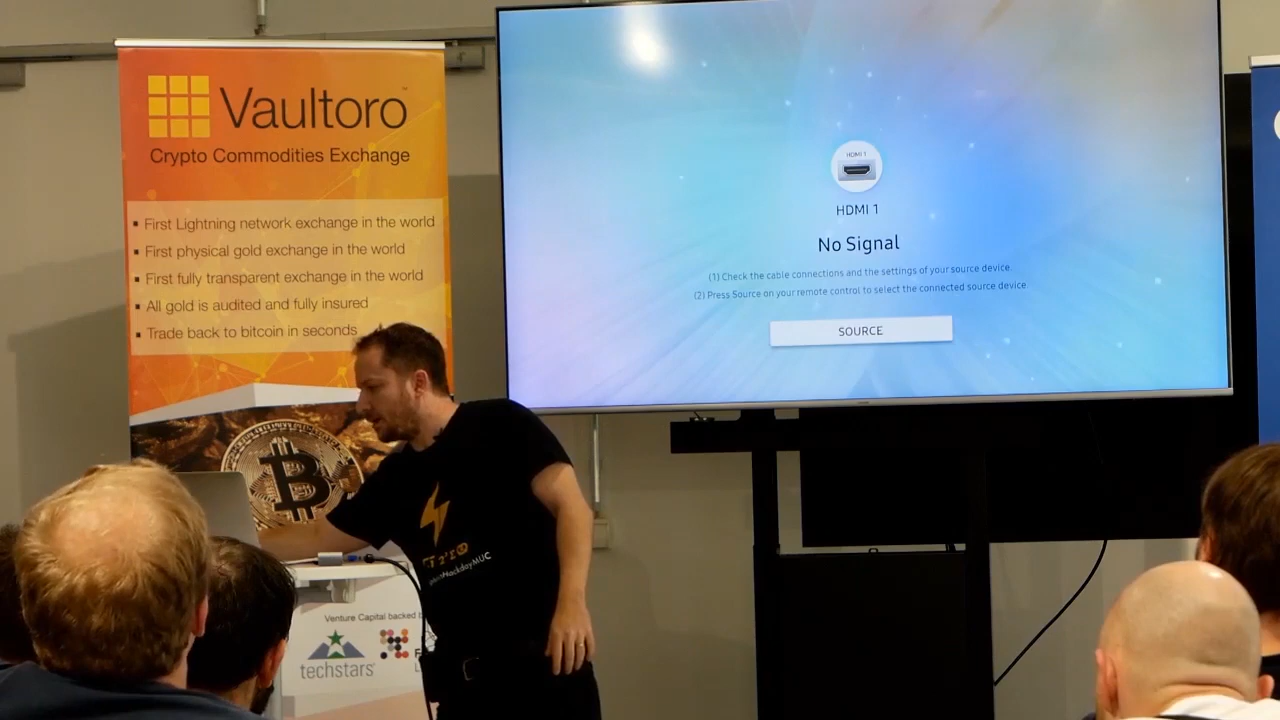 Vaultoro
Crypto Commodities Exchange
▪ First Lightning network exchange in the world
▪ First physical gold exchange in the world
▪ First fully transparent exchange in the world
▪ All gold is audited and fully insured
▪ Trade back to bitcoin in seconds
HDMI 1
HDMI 1
No Signal
(1) Check the cable connections and the settings of your source device.
(2) Press Source on your remote control to select the connected source device.
SOURCE
HackdayMUC
Venture Capital backed
techstars